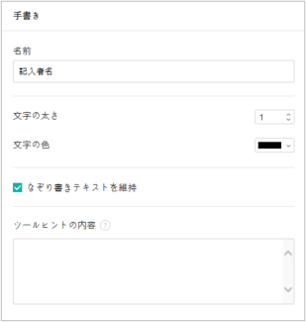 手書き
名前
記入者名
文字の太さ
1
文字の色
なぞり書きテキストを維持
ツールヒントの内容 ?